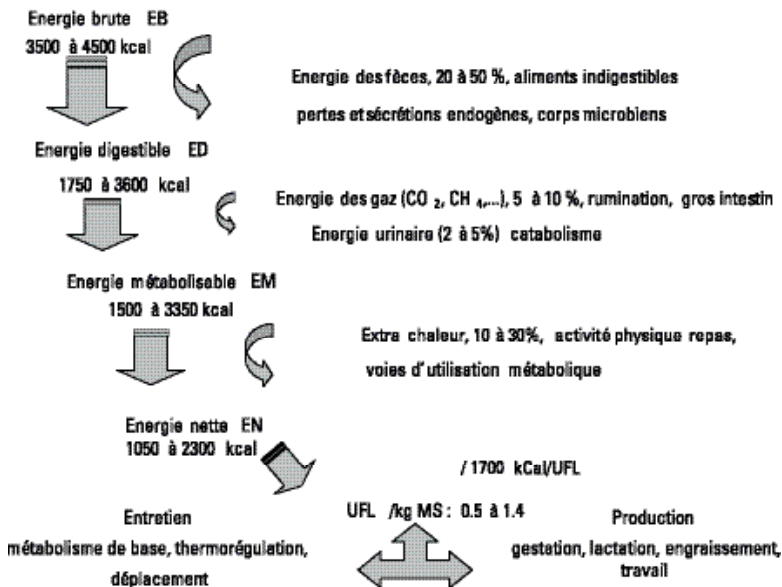 Energie brute EB
3500 à 4500 kcal
Energie des fèces, 20 à 50 %, aliments indigestibles
pertes et sécrétions endogènes, corps microbiens
Energie digestible ED
1750 à 3600 kcal
Energie des gaz (CO 2, CH 4,...), 5 à 10 %, rumination, gros intestin
Energie urinaire (2 à 5%) catabolisme
Energie métabolisable EM
1500 à 3350 kcal
Extra chaleur, 10 à 30%, activité physique repas,
voies d'utilisation métabolique
Energie nette EN
1050 à 2300 kcal
/ 1700 kCal/UFL
UFL /kg MS : 0.5 à 1.4
Entretien
métabolisme de base, thermorégulation,
déplacement
Production
gestation, lactation, engraissement,
travail